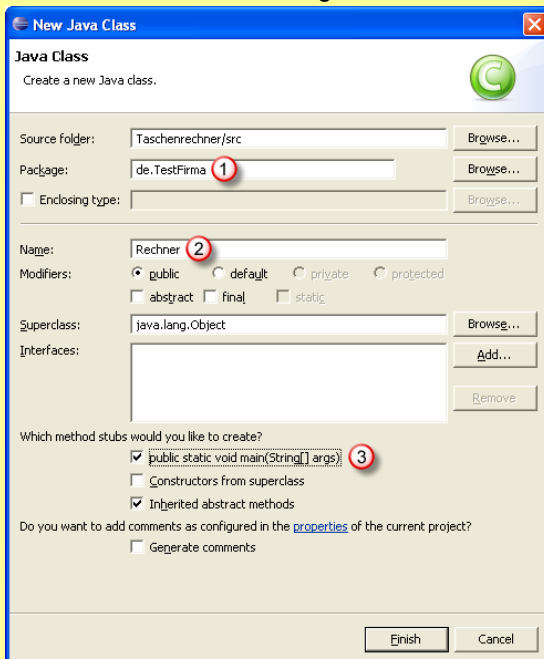 New Java Class
Java Class
Create a new Java class.
Source folder: Taschenrechner/src Browse...
Package: de.TestFirma 1 Browse...
Enclosing type: Browse...
Name: Rechner 2
Modifiers: public default private protected
abstract final static
Superclass: java.lang.Object Browse...
Interfaces: Add...
Remove
Which method stubs would you like to create?
public static void main(String[] args) 3
Constructors from superclass
Inherited abstract methods
Do you want to add comments as configured in the properties of the current project?
Generate comments
Finish Cancel